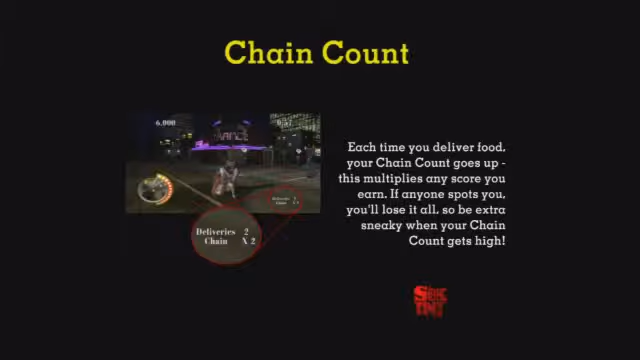 Chain Count
6,000
Each time you deliver food,
your Chain Count goes up -
this multiplies any score you
earn. If anyone spots you,
you'll lose it all, so be extra
sneaky when your Chain
Count gets high!
Deliveries 2
Chain X 2